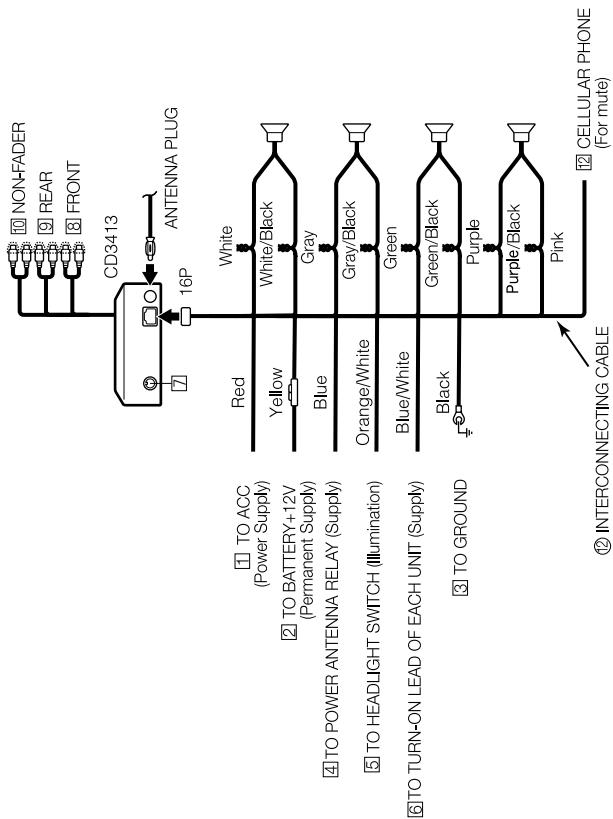 10 NON-FADER
9 REAR
8 FRONT
CD3413
ANTENNA PLUG
16P
7
White
White/Black
Gray
Gray/Black
Green
Green/Black
Purple
Purple/Black
Pink
12 CELLULAR PHONE
(For mute)
Red
Yellow
Blue
Orange/White
Blue/White
Black
1 TO ACC
(Power Supply)
2 TO BATTERY+12V
(Permanent Supply)
4 TO POWER ANTENNA RELAY (Supply)
5 TO HEADLIGHT SWITCH (Illumination)
6 TO TURN-ON LEAD OF EACH UNIT (Supply)
3 TO GROUND
⑫ INTERCONNECTING CABLE